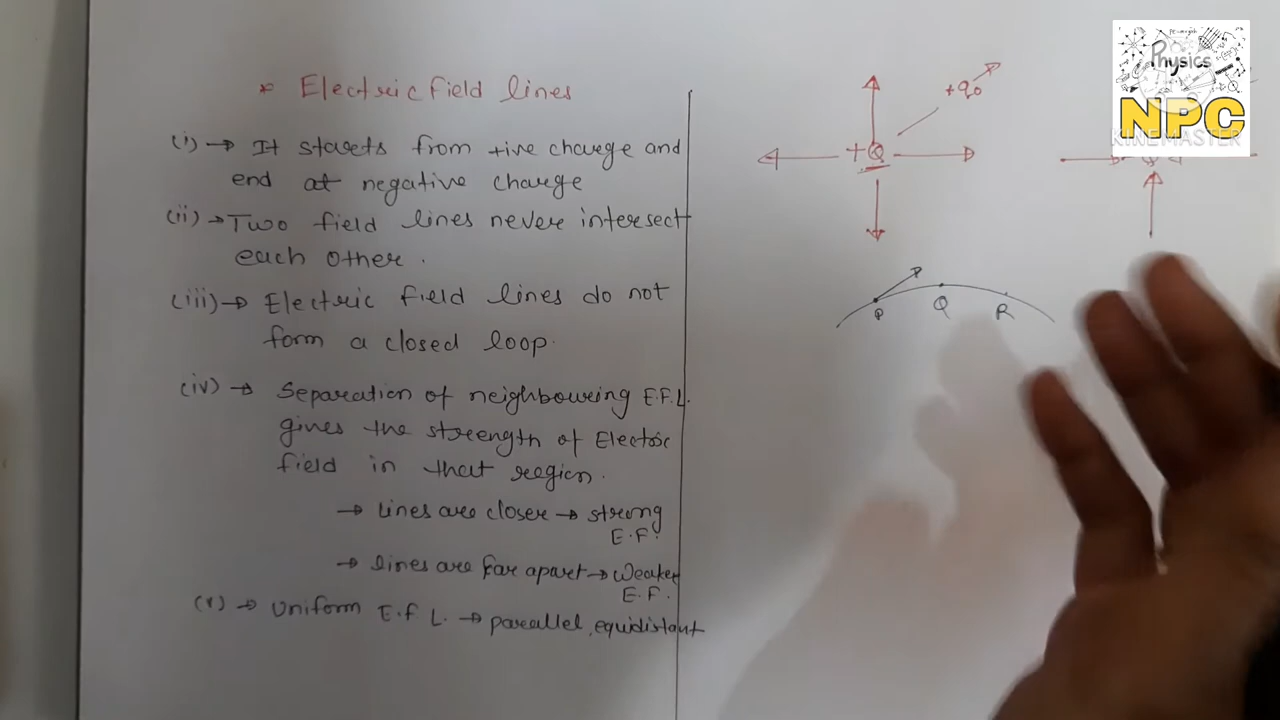 * Electric field lines
(i) → It starts from +ive charge and
end at negative charge
(ii) → Two field lines never intersect
each other.
(iii) → Electric field lines do not
form a closed loop.
(iv) → Separation of neighbouring E.F.L.
gives the strength of Electric
field in that region.
→ Lines are closer → strong
E.F.
→ lines are far apart → Weaker
E.F.
(v) → Uniform E.F L. → parallel, equidistant
+q0
+Q
P
Q
R
Physics
NPC
KINEMASTER